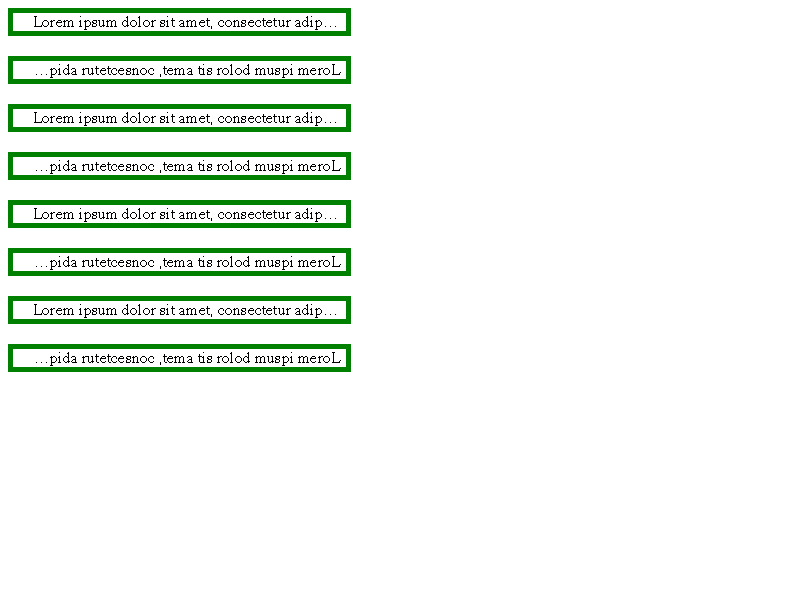 Lorem ipsum dolor sit amet, consectetur adip…
…pida rutetcesnoc ,tema tis rolod muspi meroL
Lorem ipsum dolor sit amet, consectetur adip…
…pida rutetcesnoc ,tema tis rolod muspi meroL
Lorem ipsum dolor sit amet, consectetur adip…
…pida rutetcesnoc ,tema tis rolod muspi meroL
Lorem ipsum dolor sit amet, consectetur adip…
…pida rutetcesnoc ,tema tis rolod muspi meroL